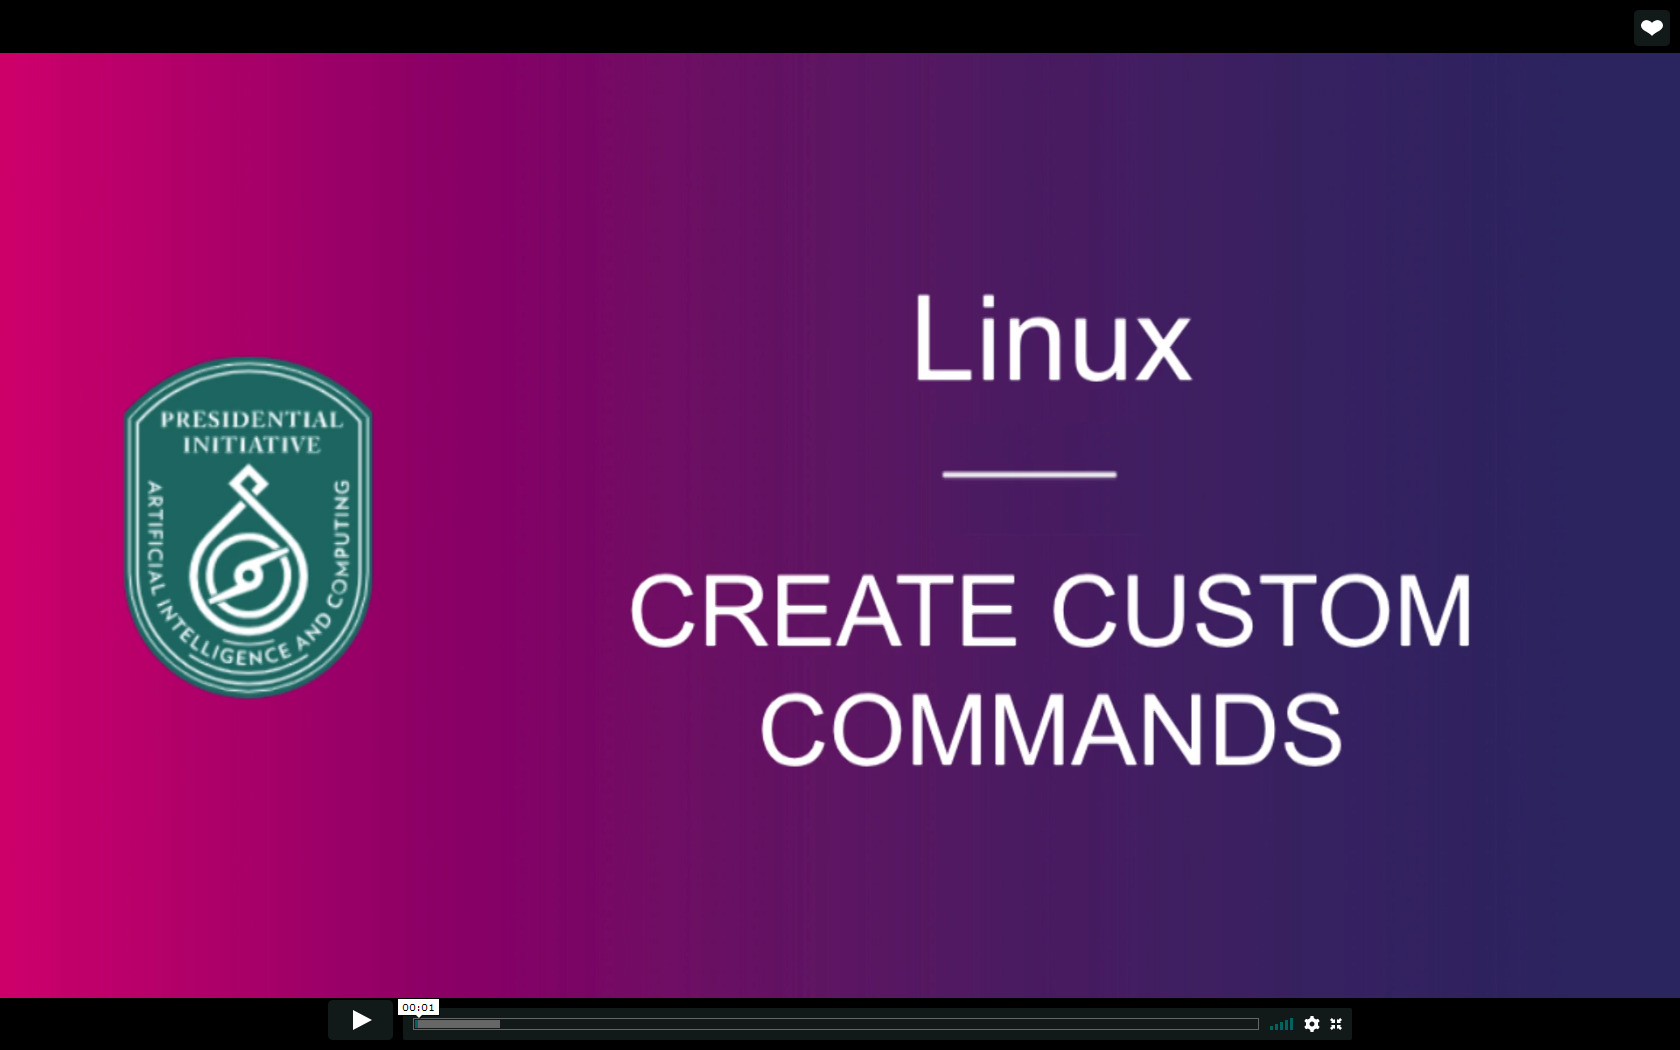 Linux
CREATE CUSTOM
COMMANDS
PRESIDENTIAL
INITIATIVE
ARTIFICIAL INTELLIGENCE AND COMPUTING
00:01